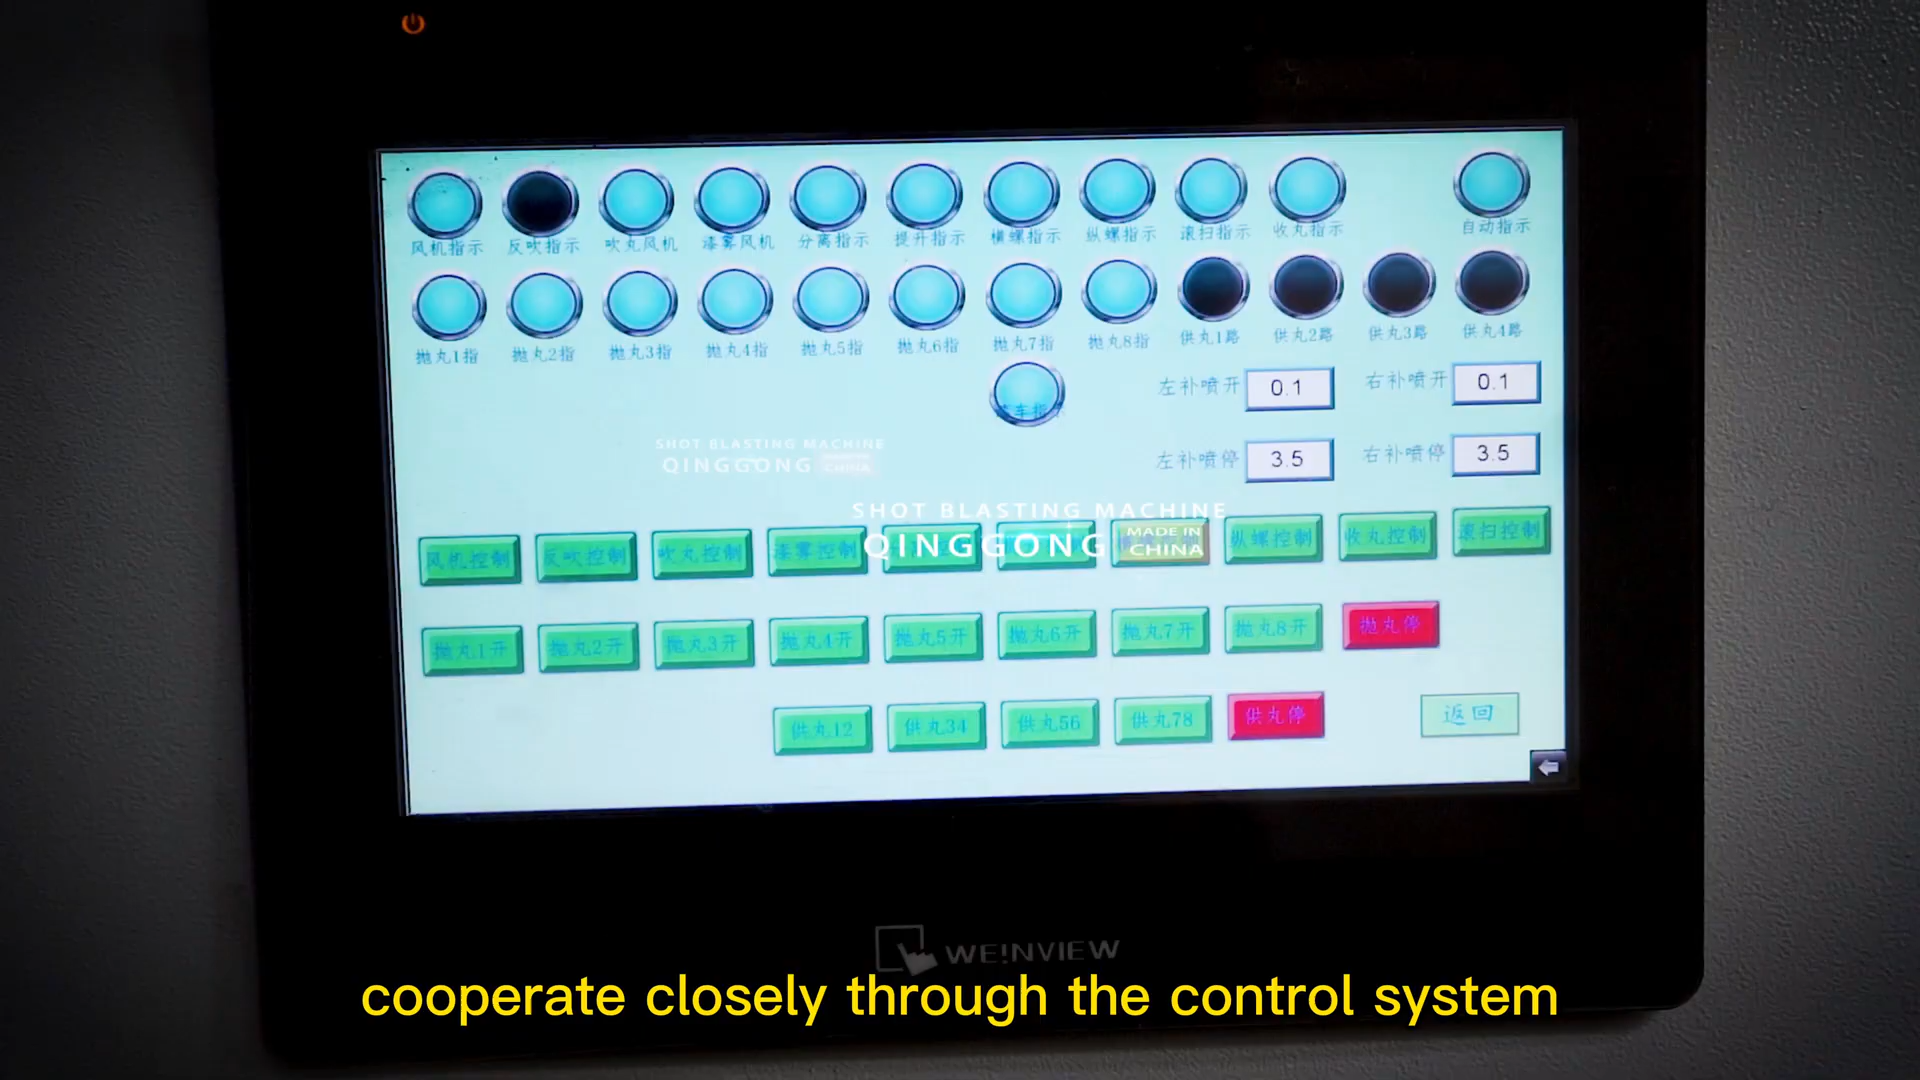 风机指示 反吹指示 吹丸风机 漆雾风机 分离指示 提升指示 横螺指示 纵螺指示 滚扫指示 收丸指示 自动指示
抛丸1指 抛丸2指 抛丸3指 抛丸4指 抛丸5指 抛丸6指 抛丸7指 抛丸8指 供丸1路 供丸2路 供丸3路 供丸4路
左补喷开 0.1 右补喷开 0.1
左补喷停 3.5 右补喷停 3.5
SHOT BLASTING MACHINE
QINGGONG MADE IN CHINA
SHOT BLASTING MACHINE
QINGGONG MADE IN CHINA
风机控制 反吹控制 吹丸控制 漆雾控制 纵螺控制 收丸控制 滚扫控制
抛丸1开 抛丸2开 抛丸3开 抛丸4开 抛丸5开 抛丸6开 抛丸7开 抛丸8开 抛丸停
供丸12 供丸34 供丸56 供丸78 供丸停 返回
WE!NVIEW
cooperate closely through the control system